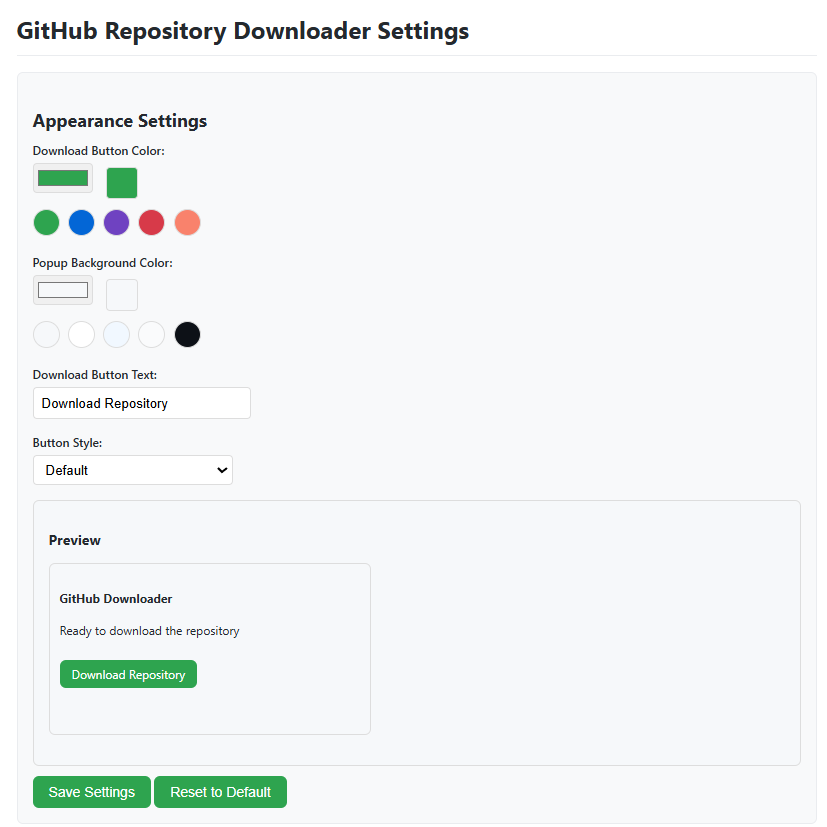 GitHub Repository Downloader Settings
Appearance Settings
Download Button Color:
Popup Background Color:
Download Button Text:
Download Repository
Button Style:
Default
Preview
GitHub Downloader
Ready to download the repository
Download Repository
Save Settings Reset to Default